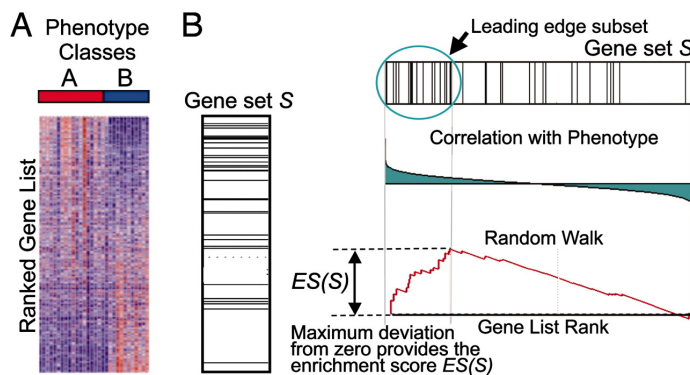 A
Phenotype
Classes
A B
Ranked Gene List
B
Gene set S
Leading edge subset
Gene set S
Correlation with Phenotype
Random Walk
ES(S)
Gene List Rank
Maximum deviation
from zero provides the
enrichment score ES(S)